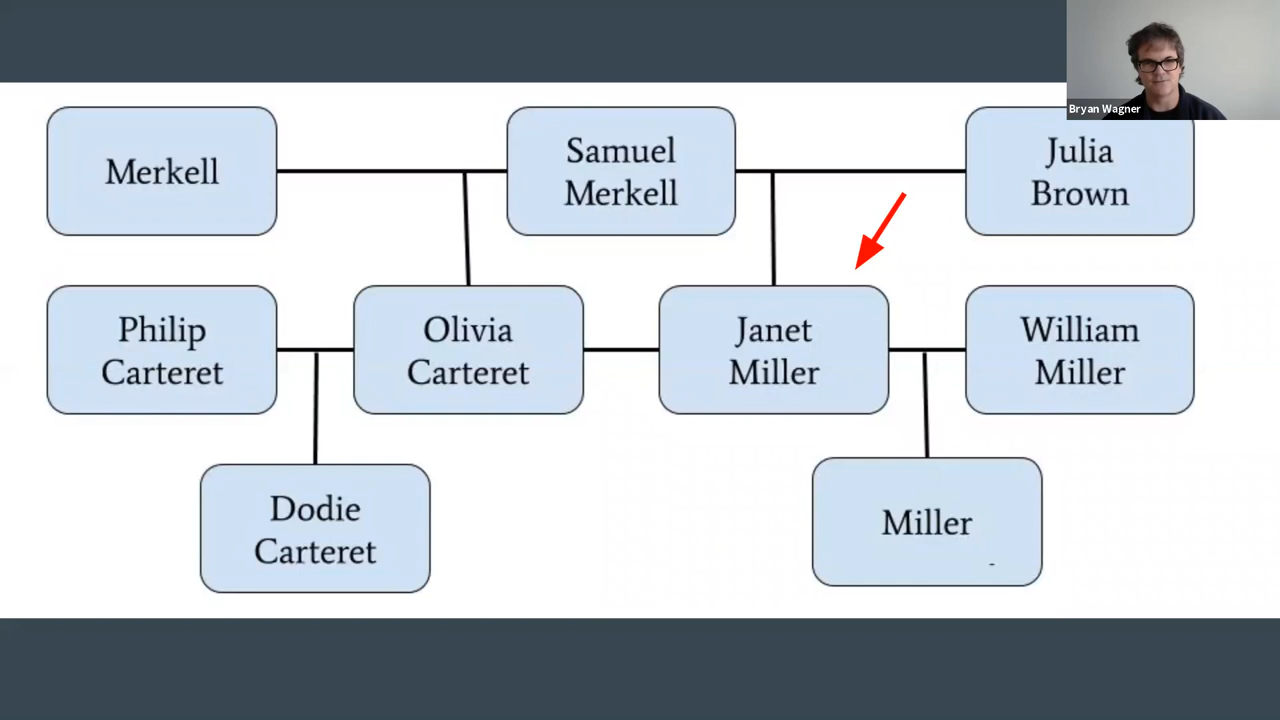 Bryan Wagner
Merkell
Samuel
Merkell
Julia
Brown
Philip
Carteret
Olivia
Carteret
Janet
Miller
William
Miller
Dodie
Carteret
Miller
-